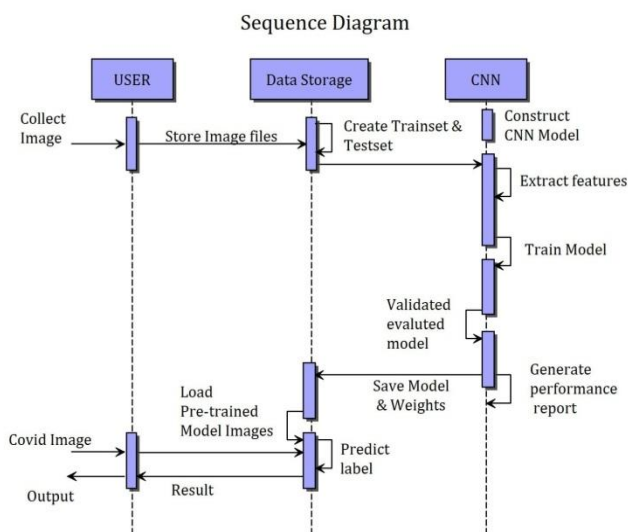 Sequence Diagram
USER
Data Storage
CNN
Collect
Image
Store Image files
Create Trainset &
Testset
Construct
CNN Model
Extract features
Train Model
Validated
evaluted
model
Generate
performance
report
Save Model
& Weights
Load
Pre-trained
Model Images
Covid Image
Predict
label
Output
Result